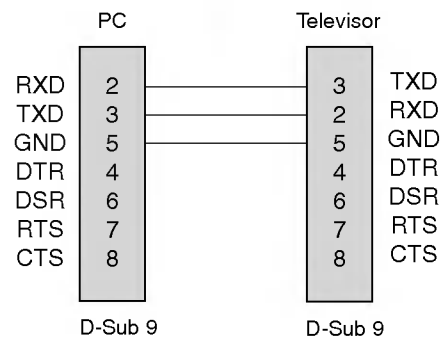 PC Televisor
RXD 2 3 TXD
TXD 3 2 RXD
GND 5 5 GND
DTR 4 4 DTR
DSR 6 6 DSR
RTS 7 7 RTS
CTS 8 8 CTS
D-Sub 9 D-Sub 9